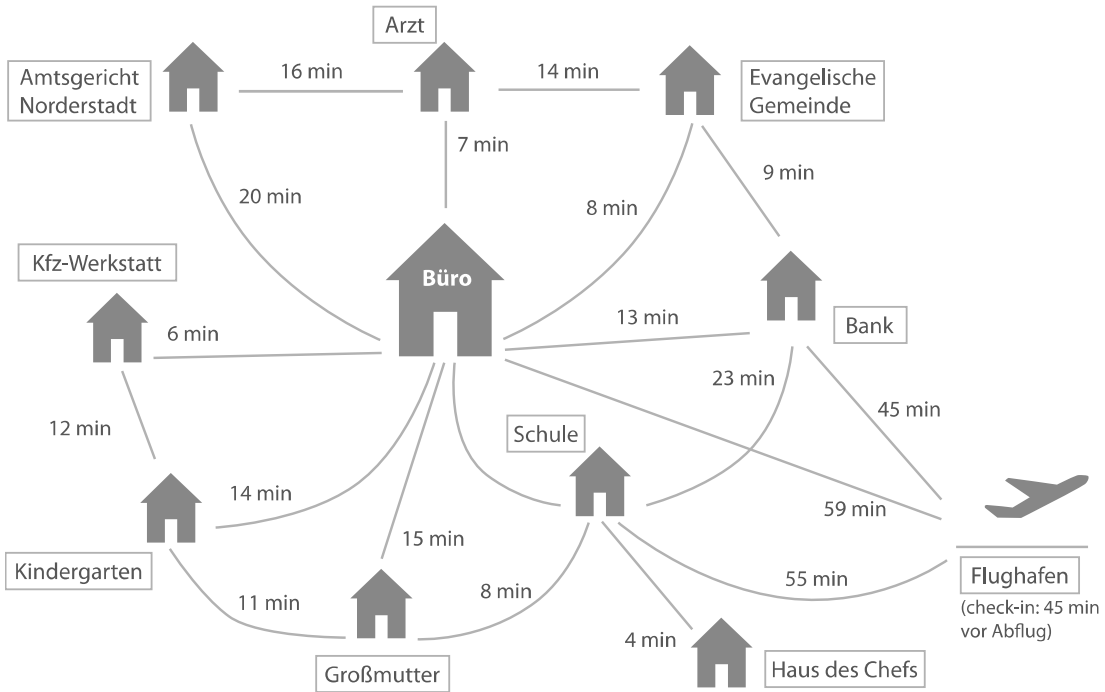 Arzt
Amtsgericht
Norderstadt
16 min
14 min
Evangelische
Gemeinde
7 min
9 min
20 min
8 min
Kfz-Werkstatt
Büro
6 min
13 min
Bank
23 min
45 min
12 min
Schule
14 min
59 min
15 min
Kindergarten
11 min
8 min
55 min
Flughafen
(check-in: 45 min
vor Abflug)
4 min
Großmutter
Haus des Chefs